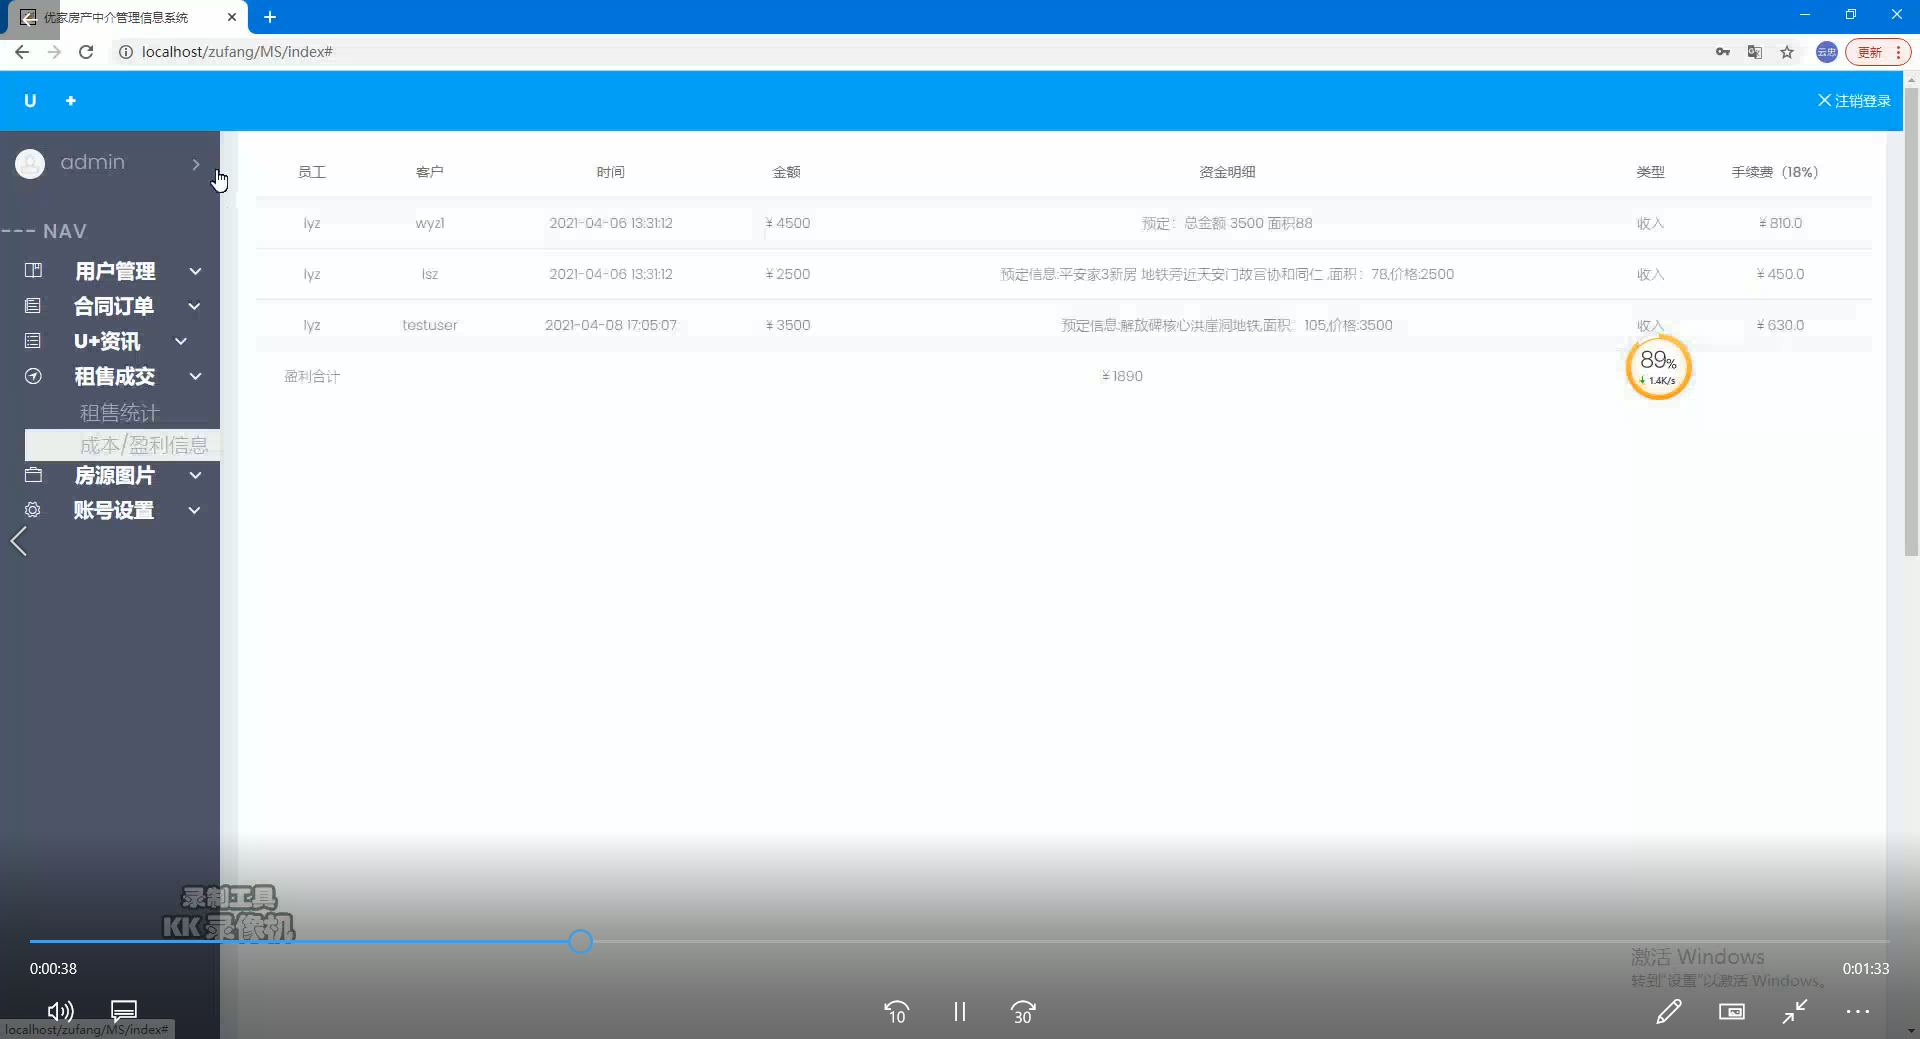 优家房产中介管理信息系统
localhost/zufang/MS/index#
云忠
更新
U +
注销登录
admin
--- NAV
用户管理
合同订单
U+资讯
租售成交
租售统计
成本/盈利信息
房源图片
账号设置
员工 客户 时间 金额 资金明细 类型 手续费（18%）
lyz wyz1 2021-04-06 13:31:12 ¥4500 预定：总金额 3500 面积88 收入 ¥810.0
lyz lsz 2021-04-06 13:31:12 ¥2500 预定信息:平安家3新房 地铁旁近天安门故宫协和同仁 ,面积：78,价格:2500 收入 ¥450.0
lyz testuser 2021-04-08 17:05:07 ¥3500 预定信息:解放碑核心洪崖洞地铁,面积：105,价格:3500 收入 ¥630.0
盈利合计 ¥1890
89%
1.4K/s
录制工具
KK 录像机
0:00:38
0:01:33
激活 Windows
转到"设置"以激活 Windows。
10
30
localhost/zufang/MS/index#